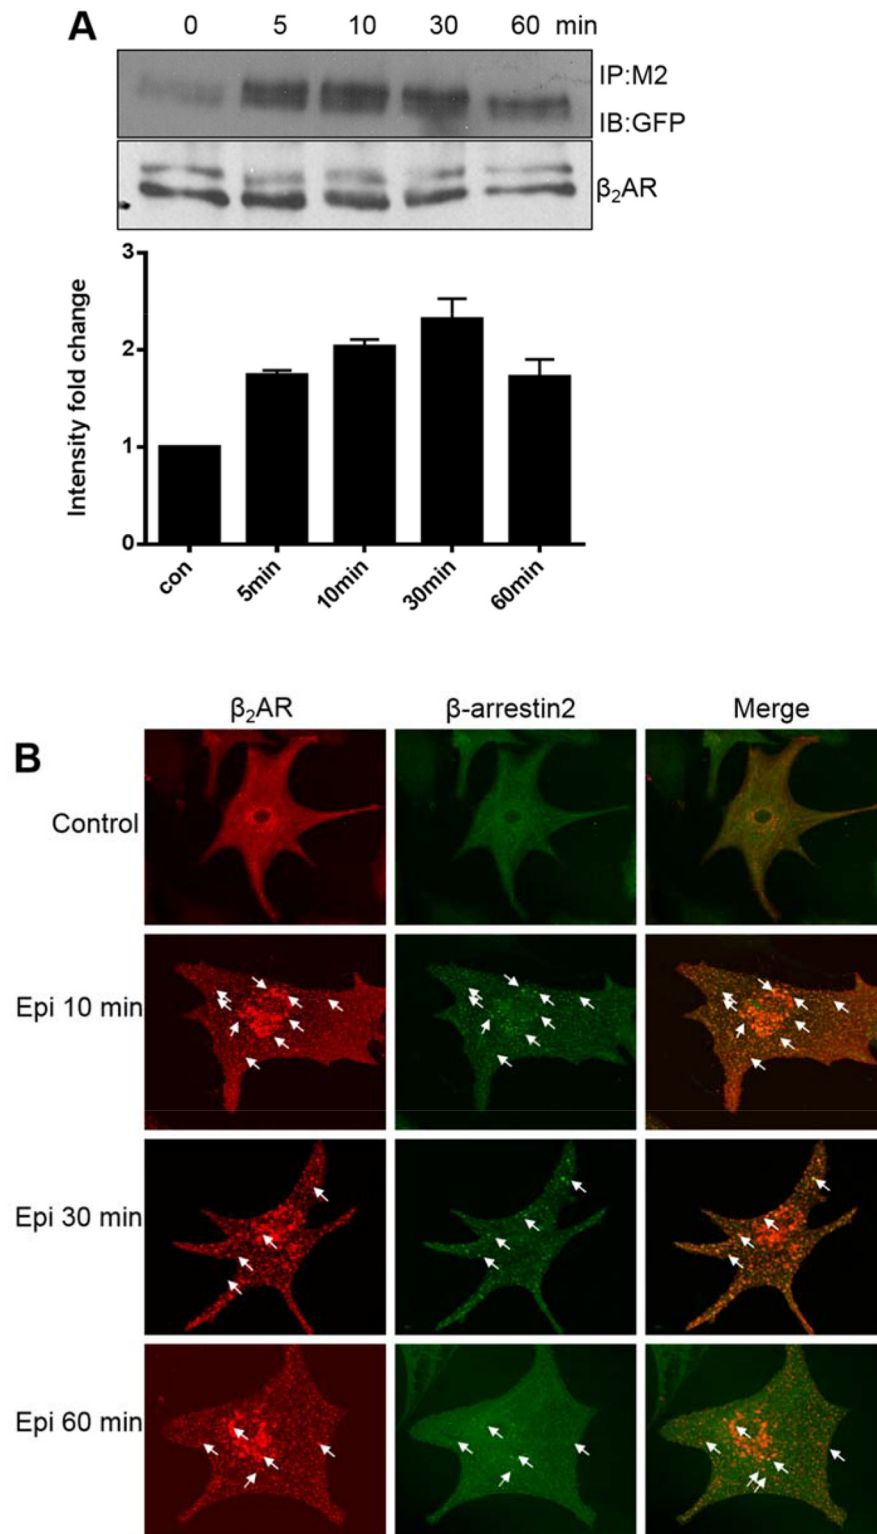 A
0 5 10 30 60 min
IP:M2
IB:GFP
β₂AR
Intensity fold change
3
2
1
0
con 5min 10min 30min 60min
β₂AR β-arrestin2 Merge
B
Control
Epi 10 min
Epi 30 min
Epi 60 min